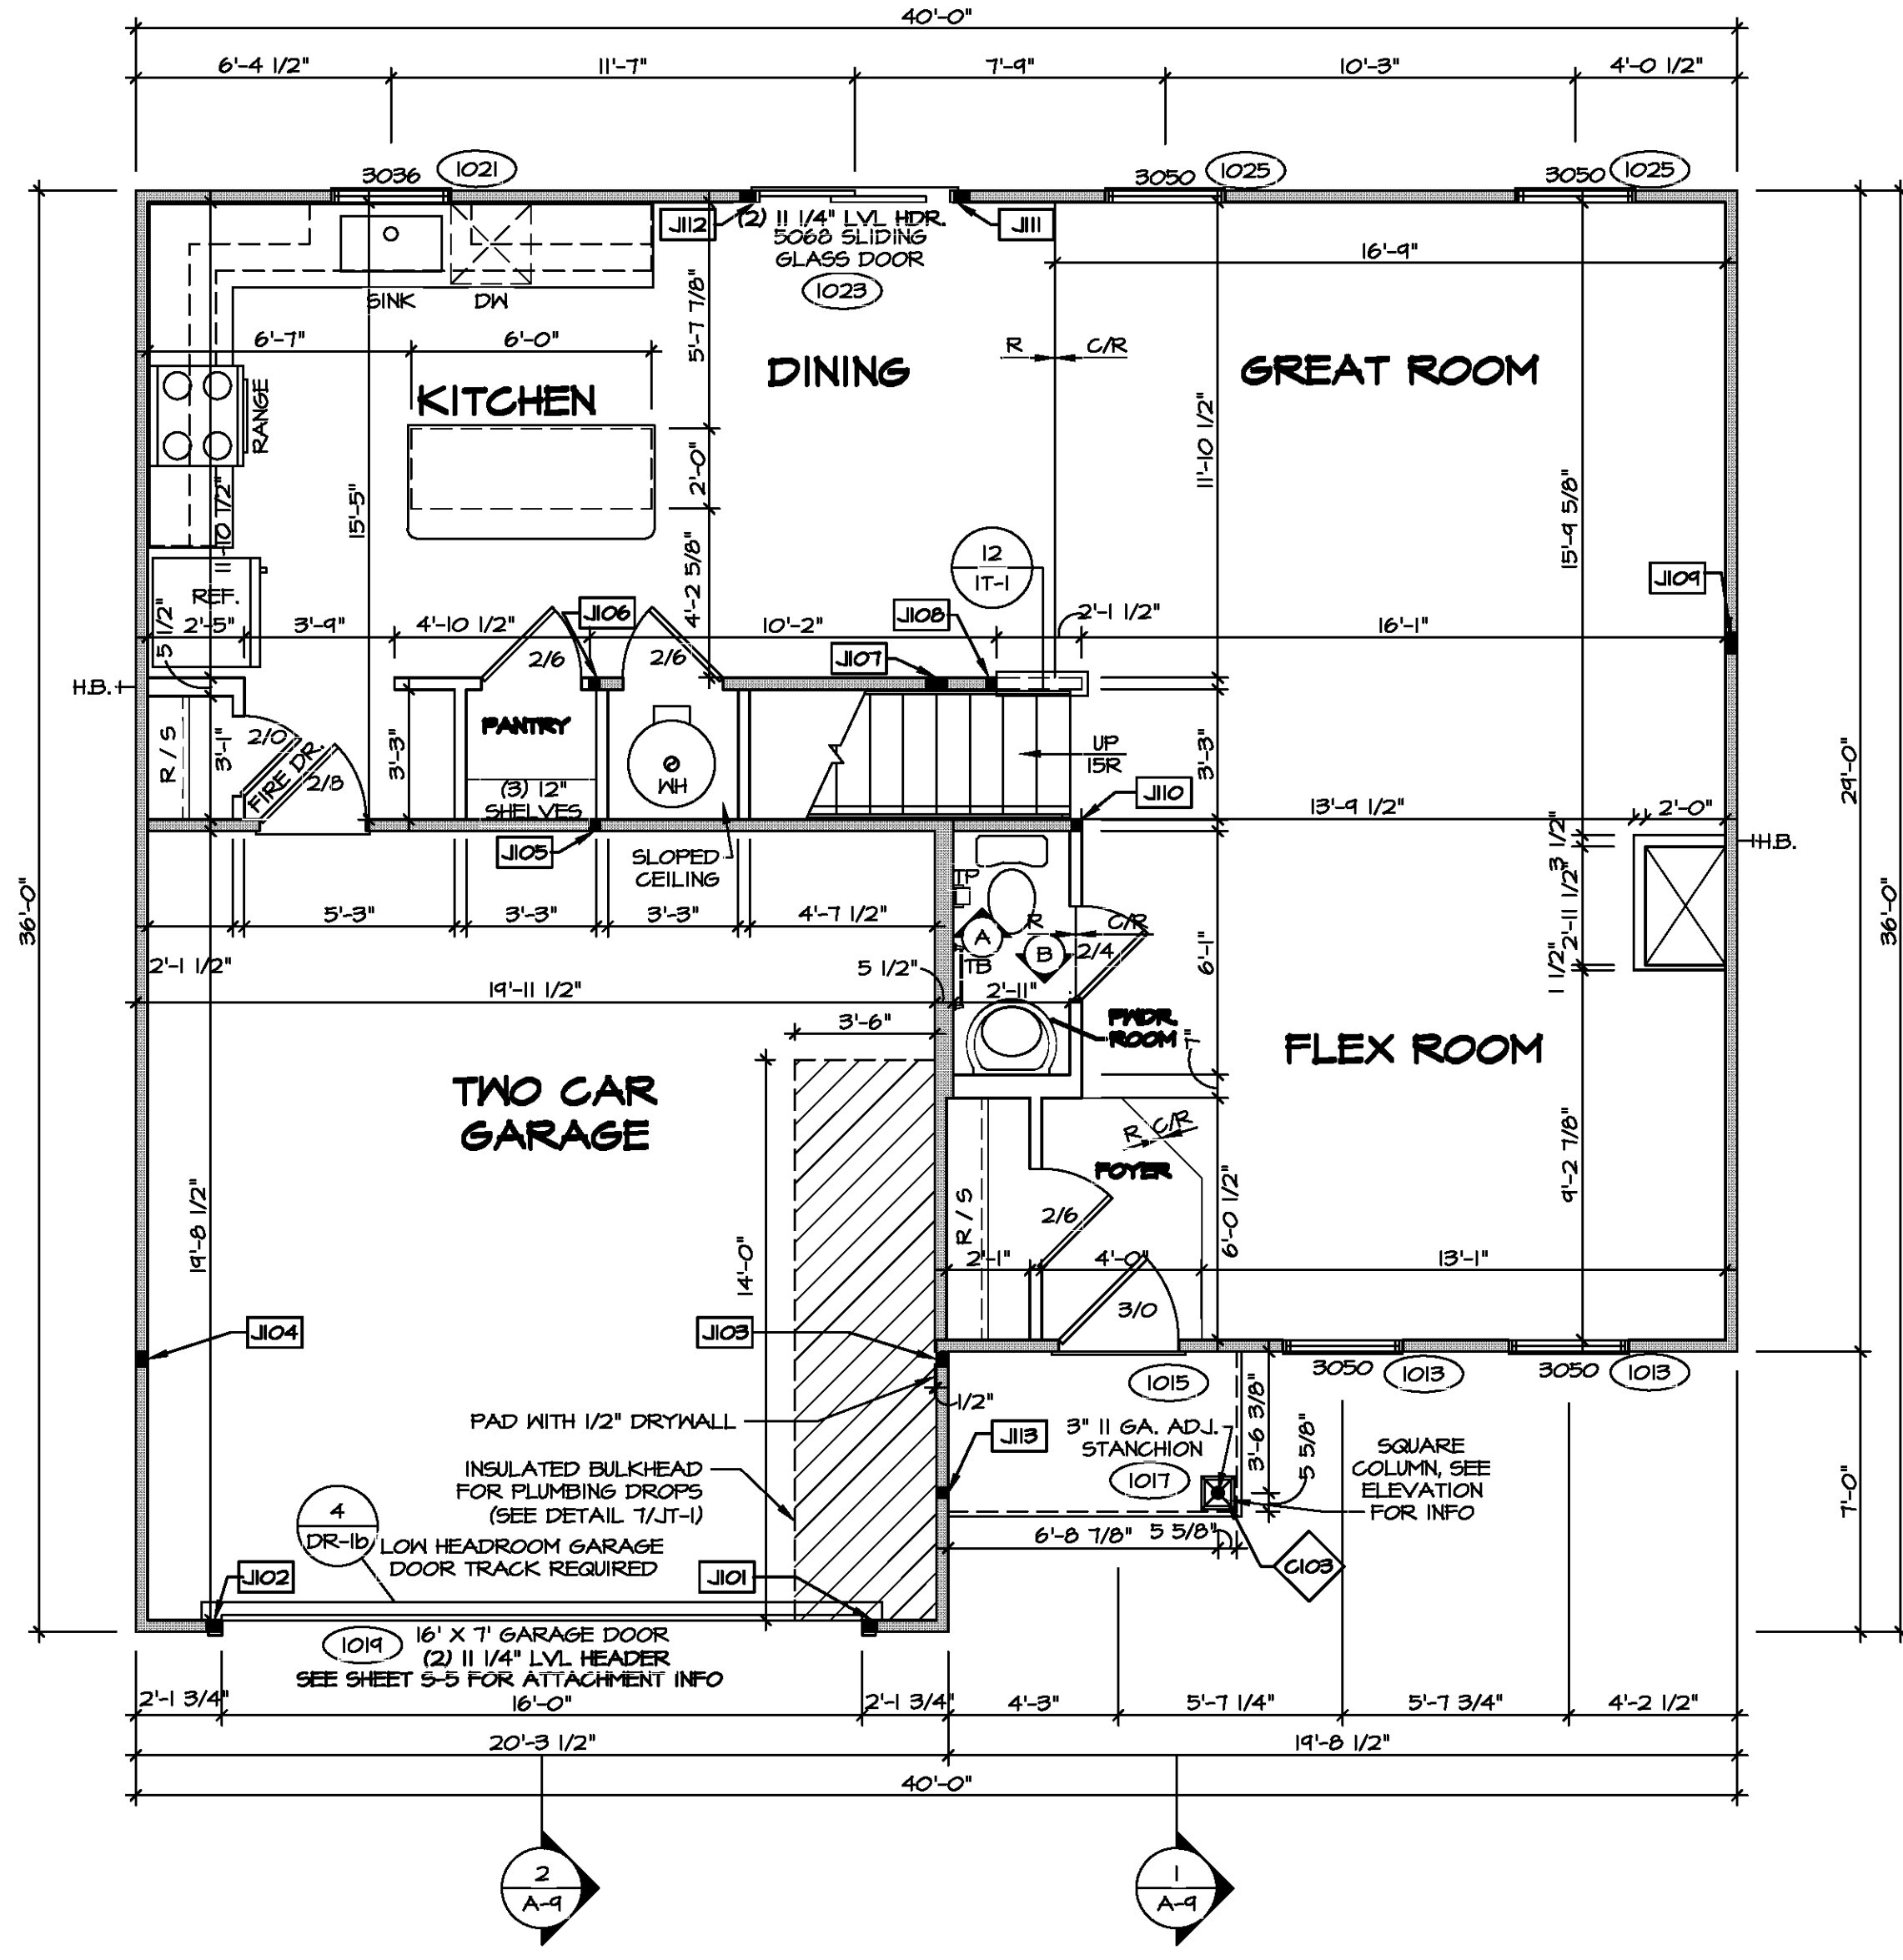 40'-0"
6'-4 1/2" 11'-7" 7'-9" 10'-3" 4'-0 1/2"
3036 1021 3050 1025 3050 1025
J112 (2) 11 1/4" LVL HDR. J111
5068 SLIDING
GLASS DOOR
1023
16'-9"
SINK DW
5'-7 7/8"
6'-7" 6'-0"
R C/R
DINING GREAT ROOM
KITCHEN
RANGE
11'-10 1/2"
2'-0"
11'-10 1/2"
15'-5"
15'-9 5/8"
12
1T-1
4'-2 5/8"
J109
REF.
5 1/2"
J106 J108 2'-1 1/2"
2'-5" 3'-9" 4'-10 1/2" 10'-2" 16'-1"
2/6 2/6 J107
H.B.
PANTRY
R / S
3'-1"
2/0
FIRE DR.
2/8
3'-3"
WH
(3) 12"
SHELVES
UP
15R
3'-3"
29'-0"
J110
13'-9 1/2" 2'-0"
H.B.
J105
SLOPED
CEILING
3 1/2"
2'-11 1/2"
1 1/2"
TP
36'-0"
36'-0"
5'-3" 3'-3" 3'-3" 4'-7 1/2"
R C/R
A B 2/4
TB
6'-1"
2'-1 1/2"
5 1/2"
19'-11 1/2" 2'-11"
3'-6"
PWDR.
ROOM
7"
FLEX ROOM
TWO CAR
GARAGE
R C/R
FOYER
9'-2 7/8"
19'-8 1/2"
14'-0"
R / S
2/6
6'-0 1/2"
2'-1" 4'-0" 13'-1"
3/0
J104 J103
3050 1013 3050 1013
1015
1/2"
3'-6 3/8"
5 5/8"
PAD WITH 1/2" DRYWALL
J113
3" 11 GA. ADJ.
STANCHION
1017
SQUARE
COLUMN, SEE
ELEVATION
FOR INFO
INSULATED BULKHEAD
FOR PLUMBING DROPS
(SEE DETAIL 7/JT-1)
7'-0"
4
DR-1b
6'-8 7/8" 5 5/8"
LOW HEADROOM GARAGE
DOOR TRACK REQUIRED
C103
J102 J101
1019
16' X 7' GARAGE DOOR
(2) 11 1/4" LVL HEADER
SEE SHEET S-5 FOR ATTACHMENT INFO
2'-1 3/4" 16'-0" 2'-1 3/4" 4'-3" 5'-7 1/4" 5'-7 3/4" 4'-2 1/2"
20'-3 1/2" 19'-8 1/2"
40'-0"
2
A-9
1
A-9